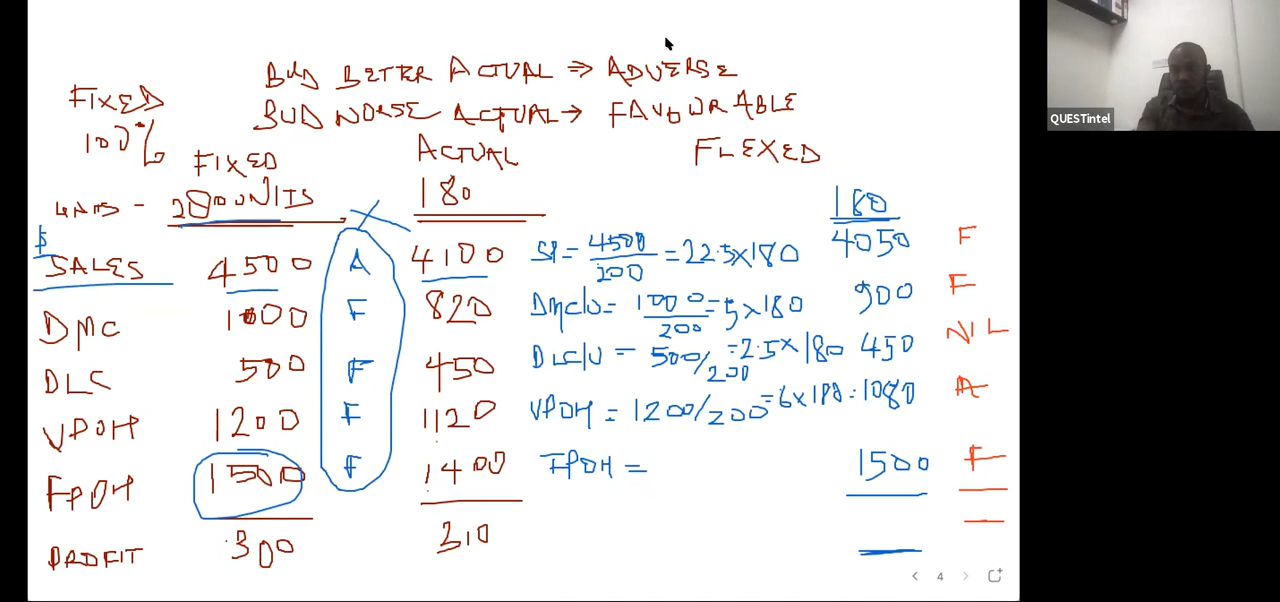 BUD BETTER ACTUAL ⇒ ADVERSE
BUD WORSE ACTUAL → FAVOURABLE
FIXED
100%
FIXED ACTUAL FLEXED
UNITS - 200 UNITS 180 180
$
SALES 4500 A 4100 SP = 4500/200 = 22.5 x 180 4050 F
DMC 1000 F 820 DMC/U = 1000/200 = 5 x 180 900 F
DLC 500 F 450 DLC/U = 500/200 = 2.5 x 180 450 NIL
VPOH 1200 F 1120 VPOH = 1200/200 = 6 x 180 = 1080 A
FPOH 1500 F 1400 FPOH = 1500 F
PROFIT 300 310
4
QUESTintel